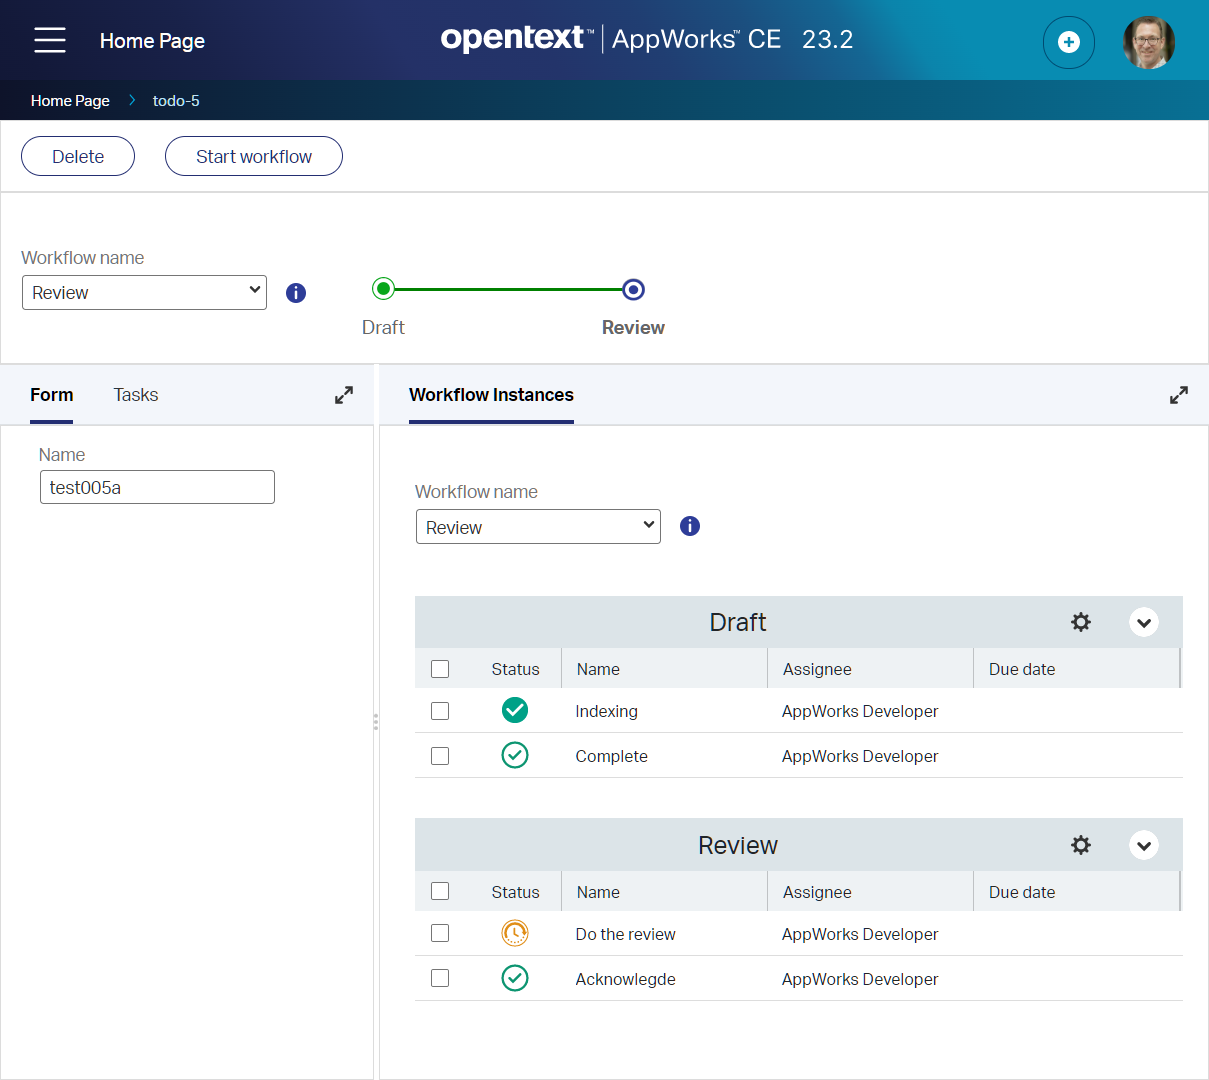 Home Page
opentext™ | AppWorks™ CE 23.2
Home Page > todo-5
Delete Start workflow
Workflow name
Review
Draft Review
Form Tasks
Workflow Instances
Name
test005a
Workflow name
Review
Draft
Status Name Assignee Due date
Indexing AppWorks Developer
Complete AppWorks Developer
Review
Status Name Assignee Due date
Do the review AppWorks Developer
Acknowlegde AppWorks Developer